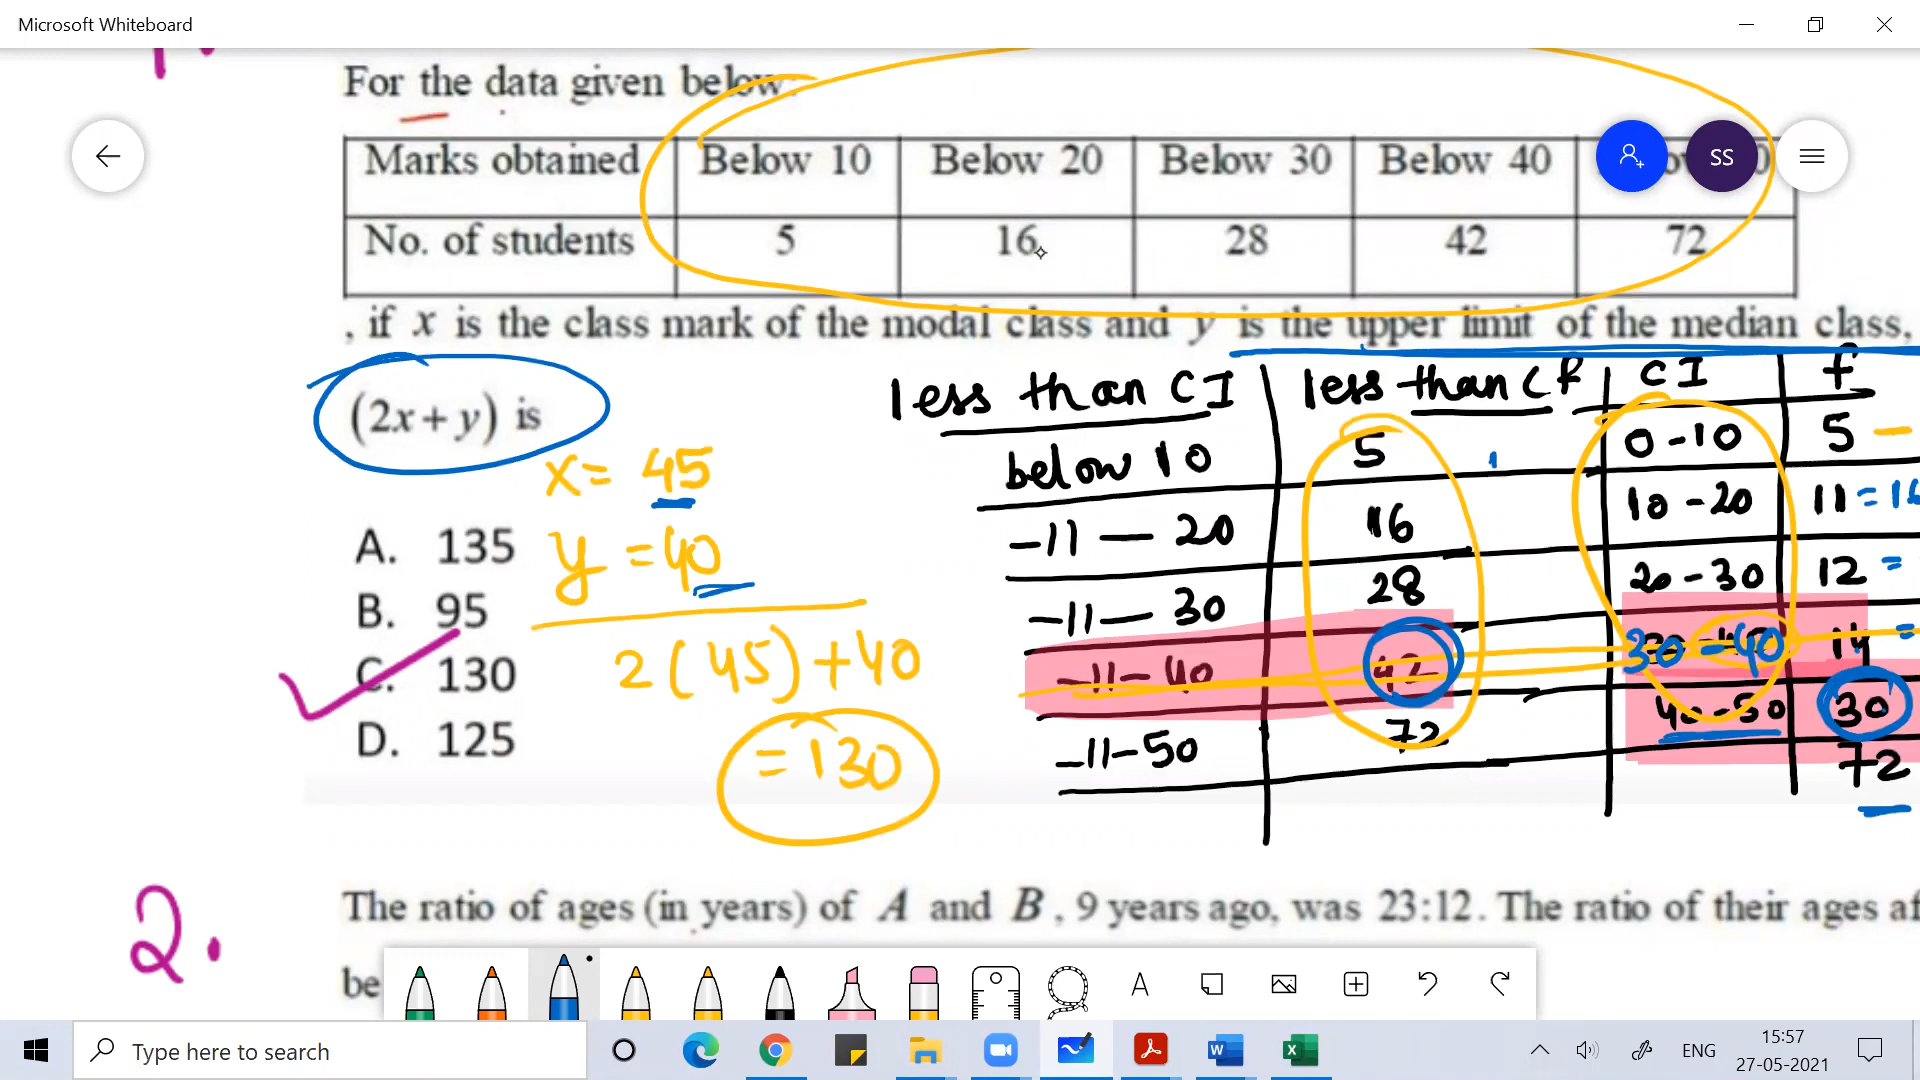 Microsoft Whiteboard
For the data given below:
Marks obtained Below 10 Below 20 Below 30 Below 40
No. of students 5 16 28 42 72
SS
, if x is the class mark of the modal class and y is the upper limit of the median class,
(2x+y) is
x= 45
y =40
2(45)+40
=130
A. 135
B. 95
C. 130
D. 125
less than CI less than CF CI f
below 10 5 0-10 5 -
-11- 20 16 10-20 11 =
-11- 30 28 20-30 12 =
-11- 40 42 30-40 14 =
-11-50 72 40-50 30
72
2.
The ratio of ages (in years) of A and B, 9 years ago, was 23:12. The ratio of their ages
be
A
Type here to search
ENG
15:57
27-05-2021